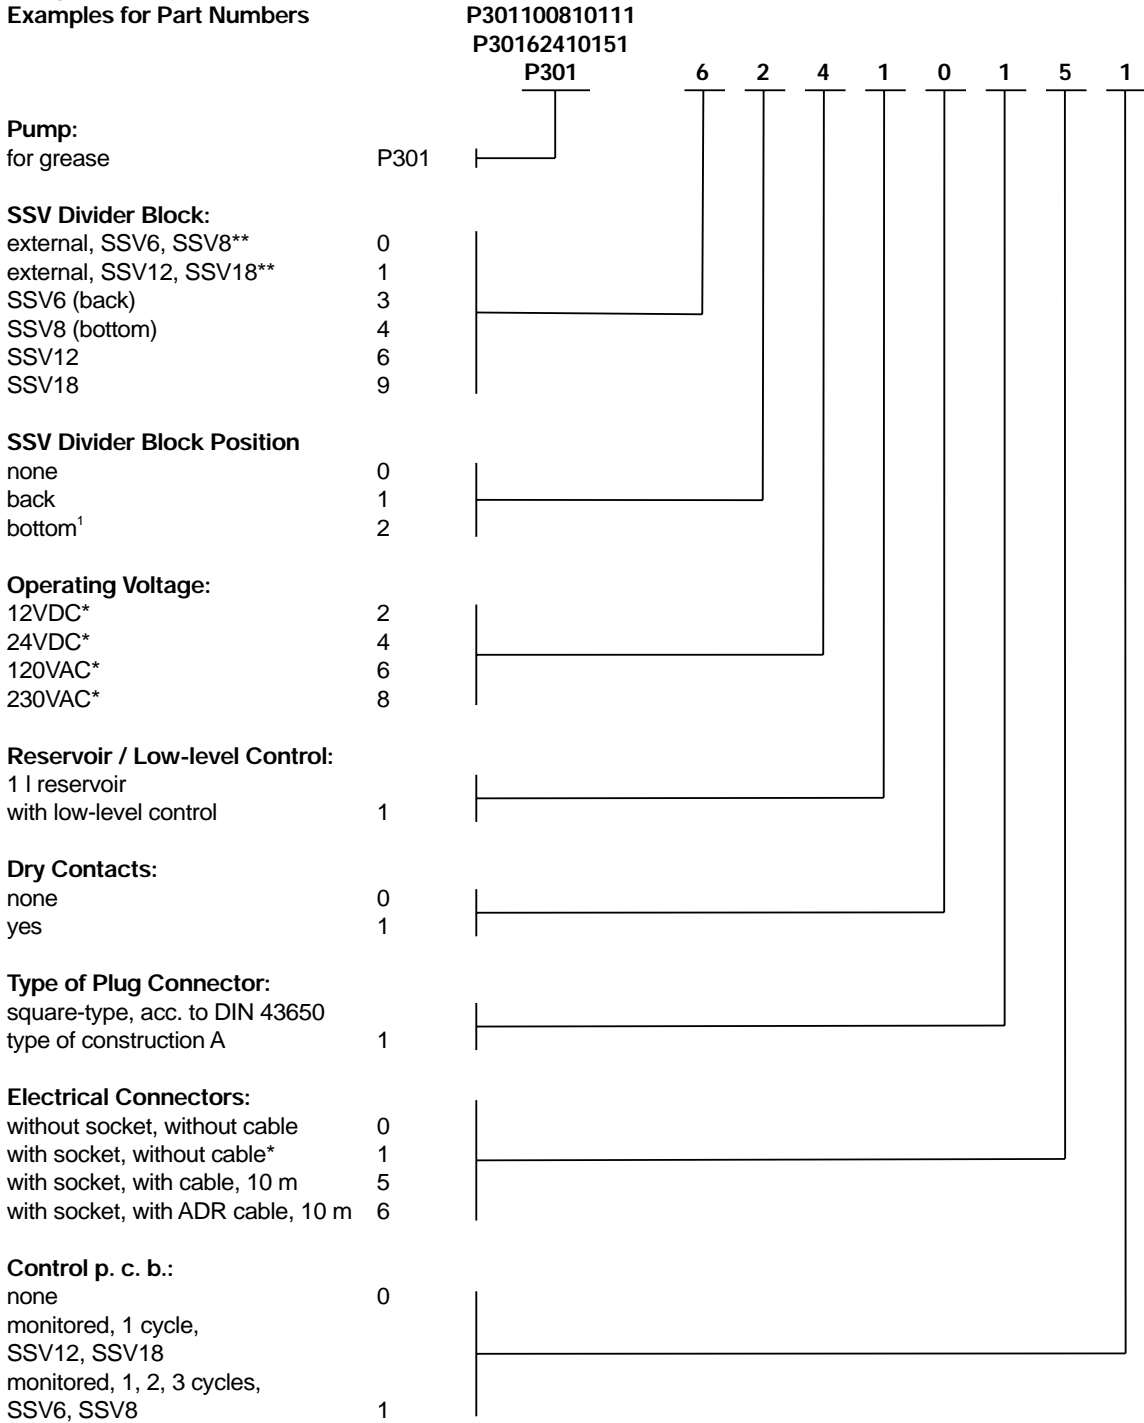 Examples for Part Numbers P301100810111
P30162410151
P301 6 2 4 1 0 1 5 1
Pump:
for grease P301
SSV Divider Block:
external, SSV6, SSV8** 0
external, SSV12, SSV18** 1
SSV6 (back) 3
SSV8 (bottom) 4
SSV12 6
SSV18 9
SSV Divider Block Position
none 0
back 1
bottom¹ 2
Operating Voltage:
12VDC* 2
24VDC* 4
120VAC* 6
230VAC* 8
Reservoir / Low-level Control:
1 l reservoir
with low-level control 1
Dry Contacts:
none 0
yes 1
Type of Plug Connector:
square-type, acc. to DIN 43650
type of construction A 1
Electrical Connectors:
without socket, without cable 0
with socket, without cable* 1
with socket, with cable, 10 m 5
with socket, with ADR cable, 10 m 6
Control p. c. b.:
none 0
monitored, 1 cycle,
SSV12, SSV18
monitored, 1, 2, 3 cycles,
SSV6, SSV8 1